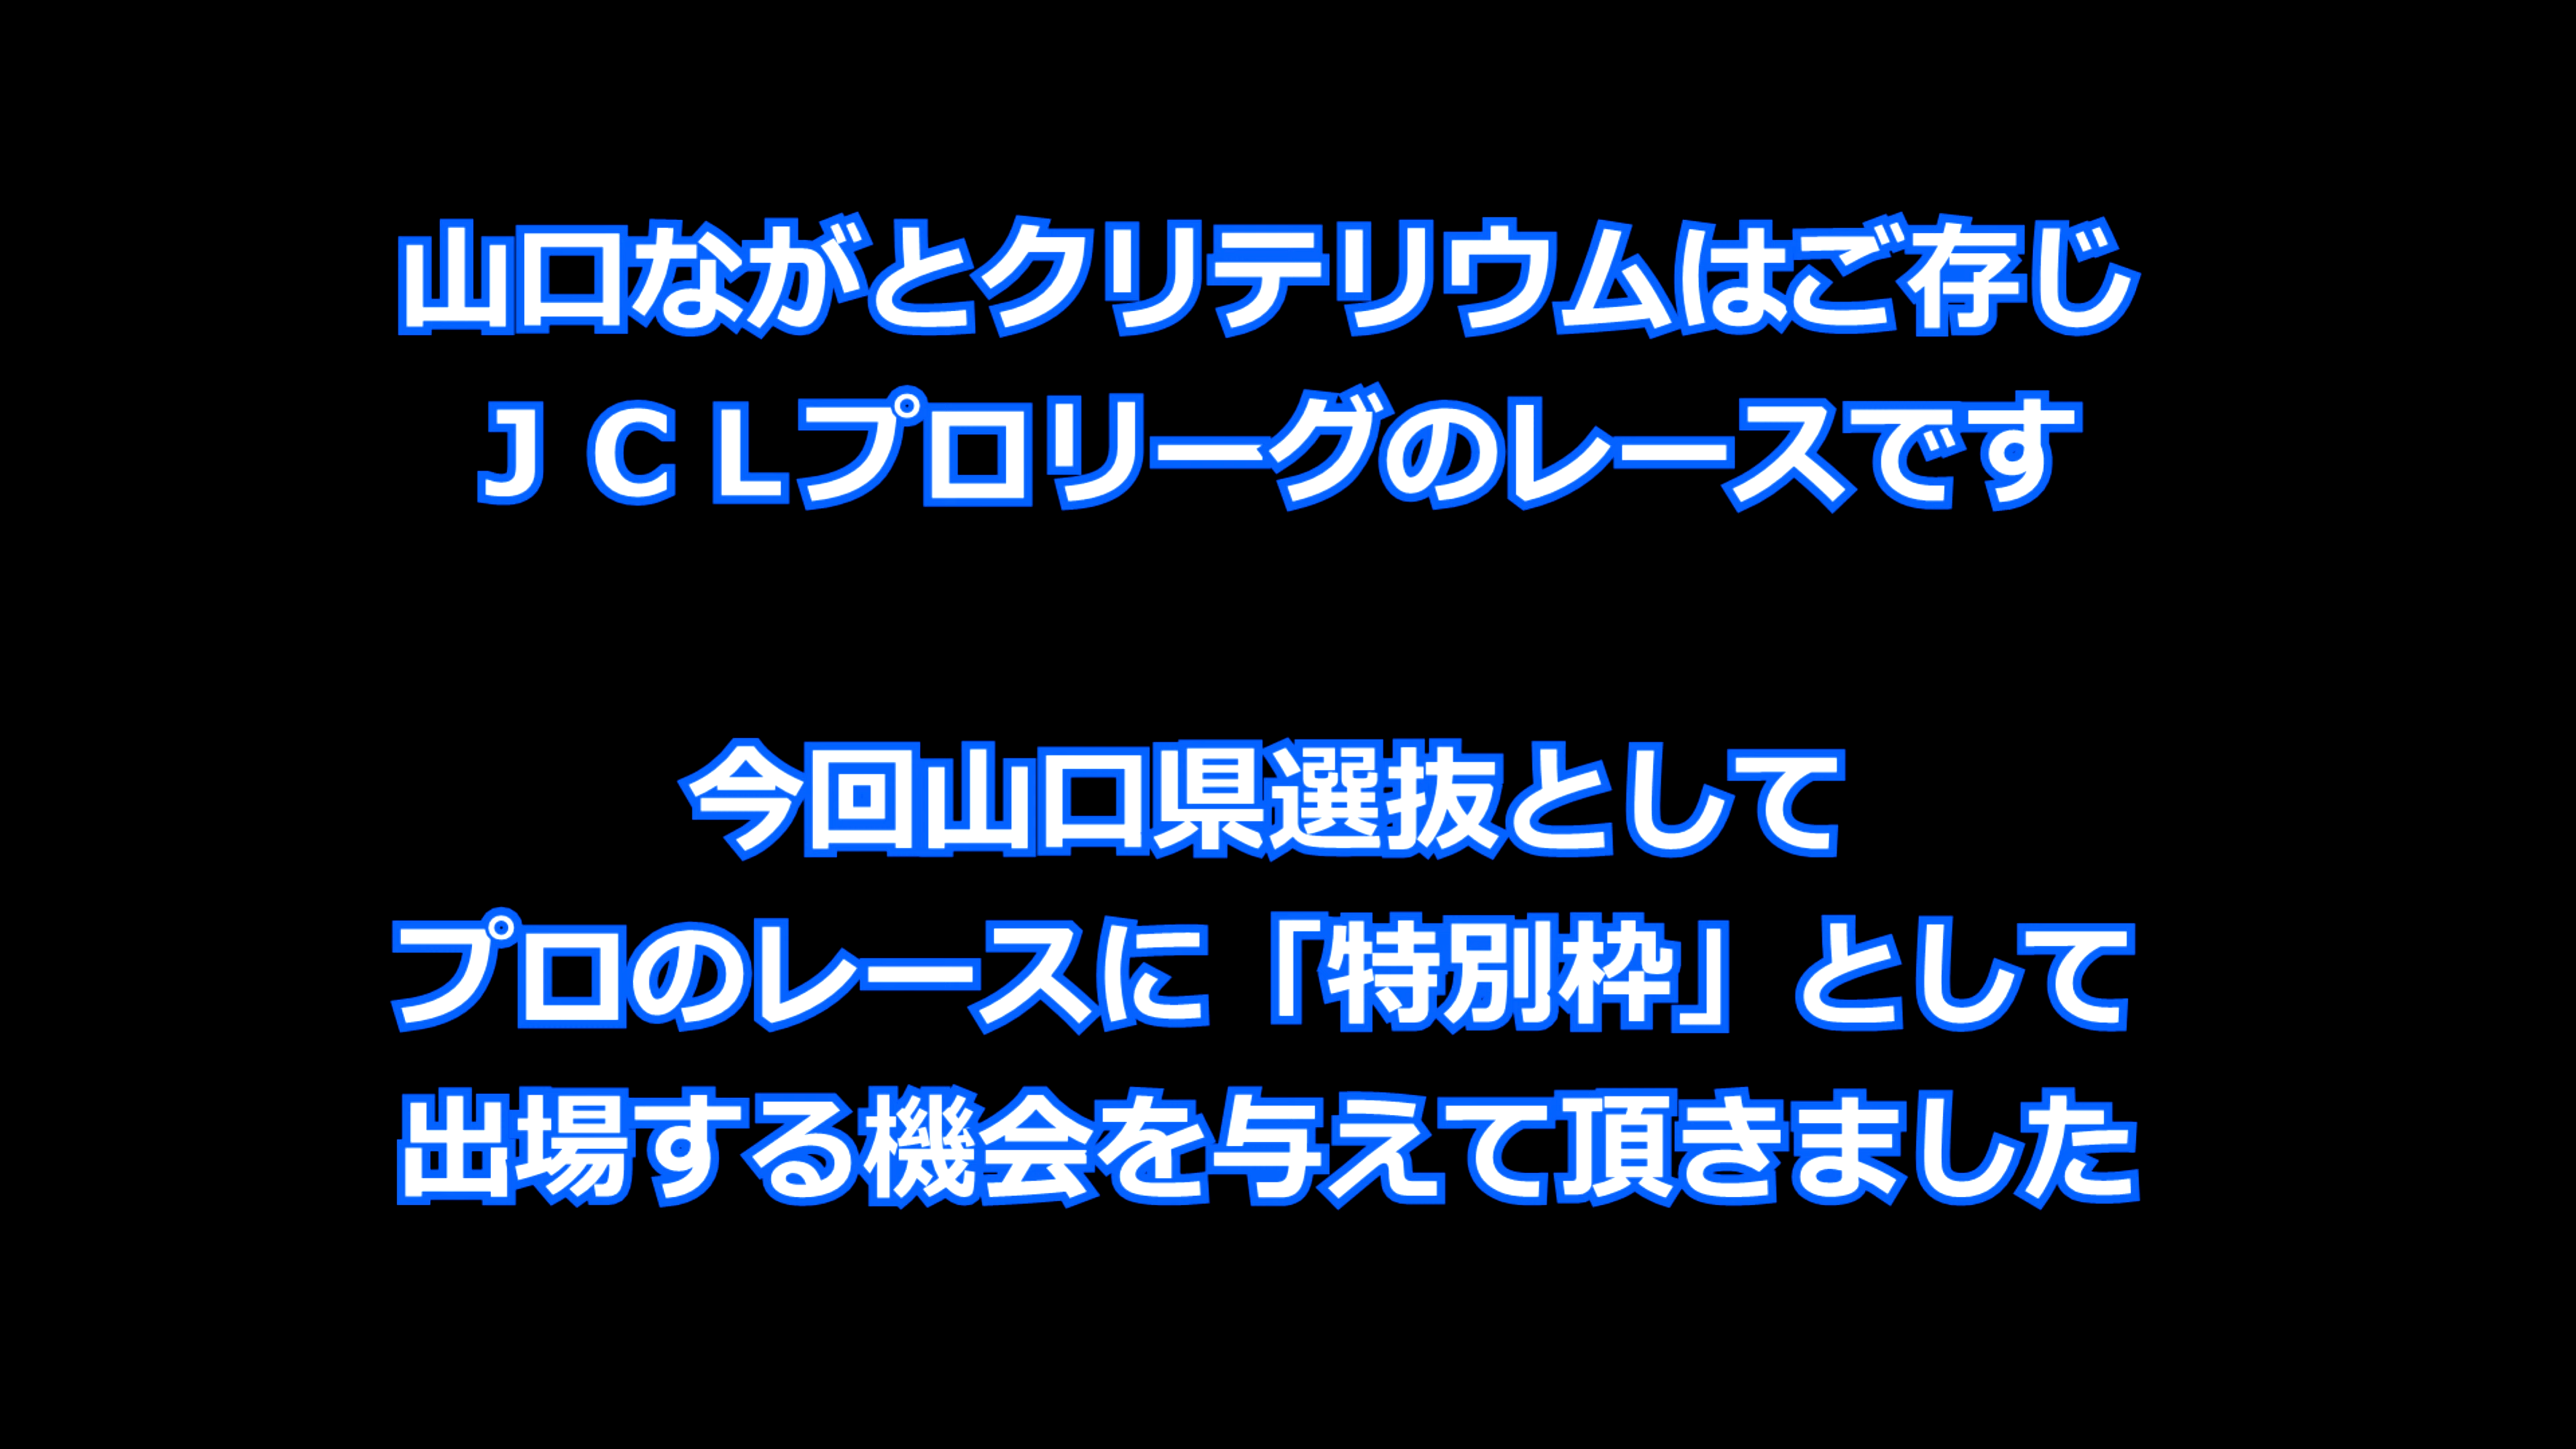 山口ながとクリテリウムはご存じ
ＪＣＬプロリーグのレースです
今回山口県選抜として
プロのレースに「特別枠」として
出場する機会を与えて頂きました